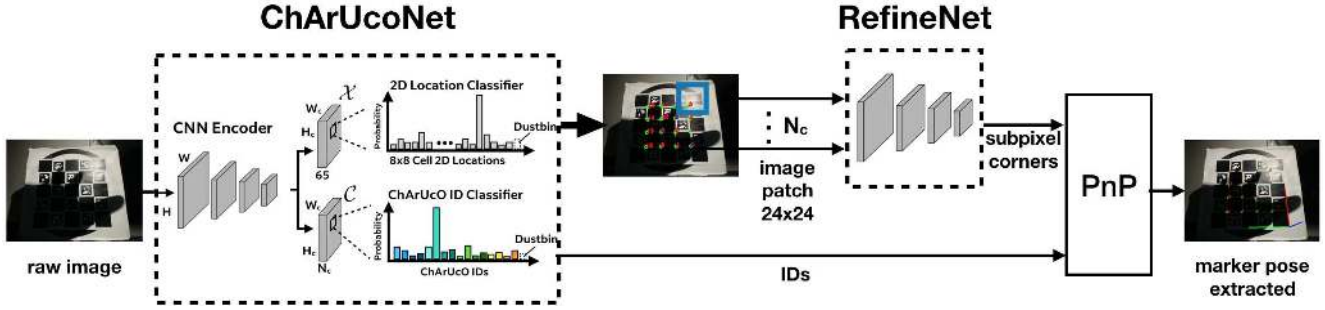 ChArUcoNet
RefineNet
CNN Encoder
W
H
raw image
W_c
𝒳
H_c
65
2D Location Classifier
Probability
Dustbin
8x8 Cell 2D Locations
W_c
𝒞
H_c
N_c
ChArUcO ID Classifier
Probability
Dustbin
ChArUcO IDs
N_c
image
patch
24x24
subpixel
corners
IDs
PnP
marker pose
extracted